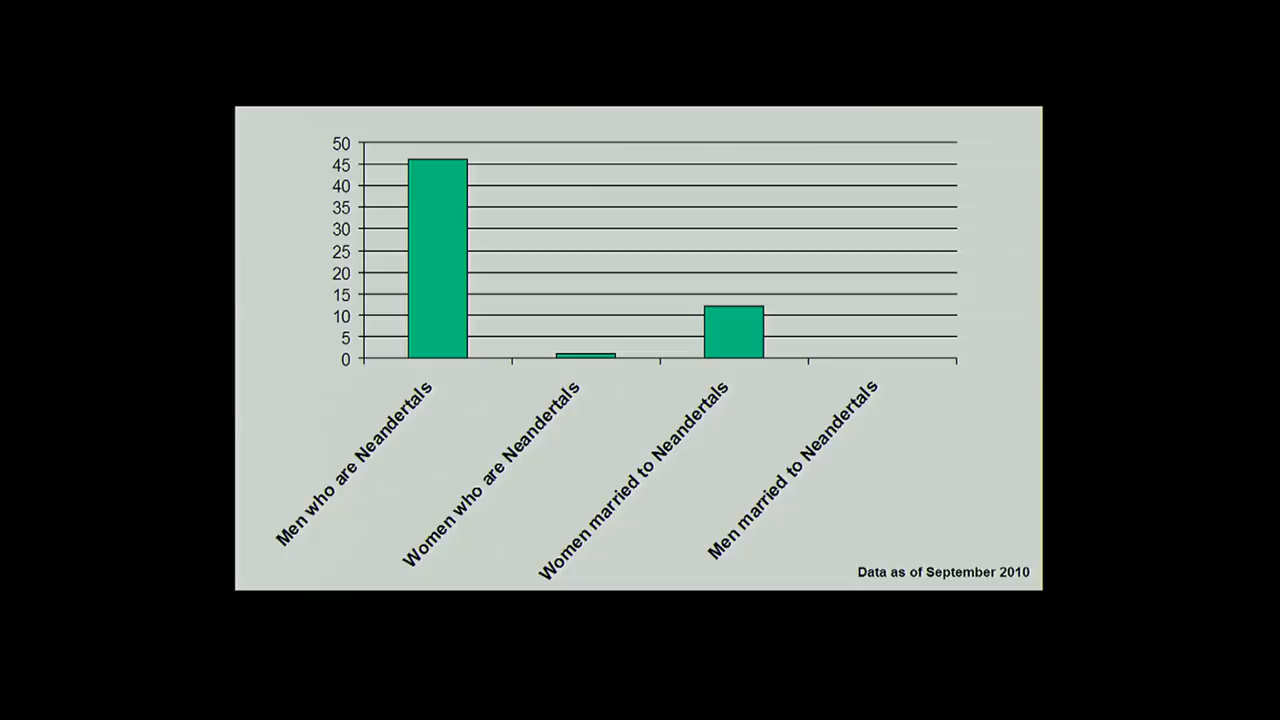 50
45
40
35
30
25
20
15
10
5
0
Men who are Neandertals
Women who are Neandertals
Women married to Neandertals
Men married to Neandertals
Data as of September 2010